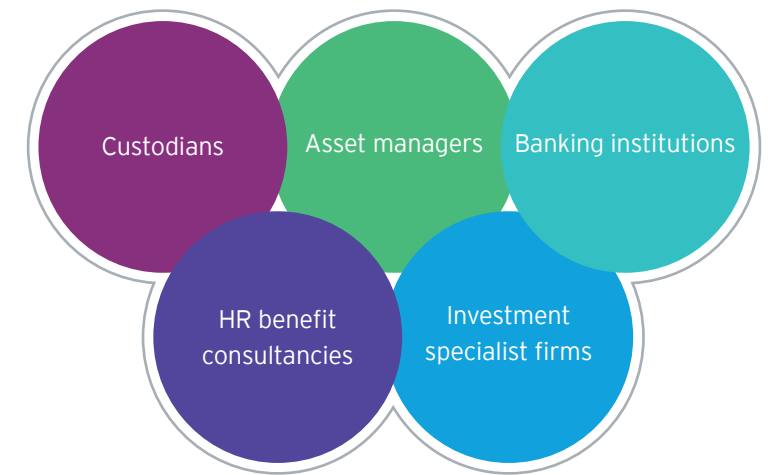 Custodians
Asset managers
Banking institutions
HR benefit
consultancies
Investment
specialist firms